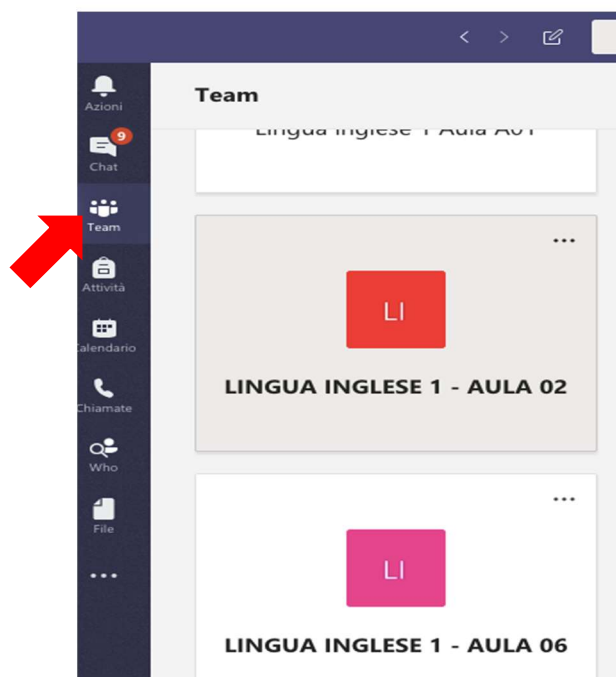 Azioni
Chat
9
Team
Attività
Calendario
Chiamate
Who
File
Team
Lingua Inglese 1 Aula A01
LI
LINGUA INGLESE 1 - AULA 02
LI
LINGUA INGLESE 1 - AULA 06